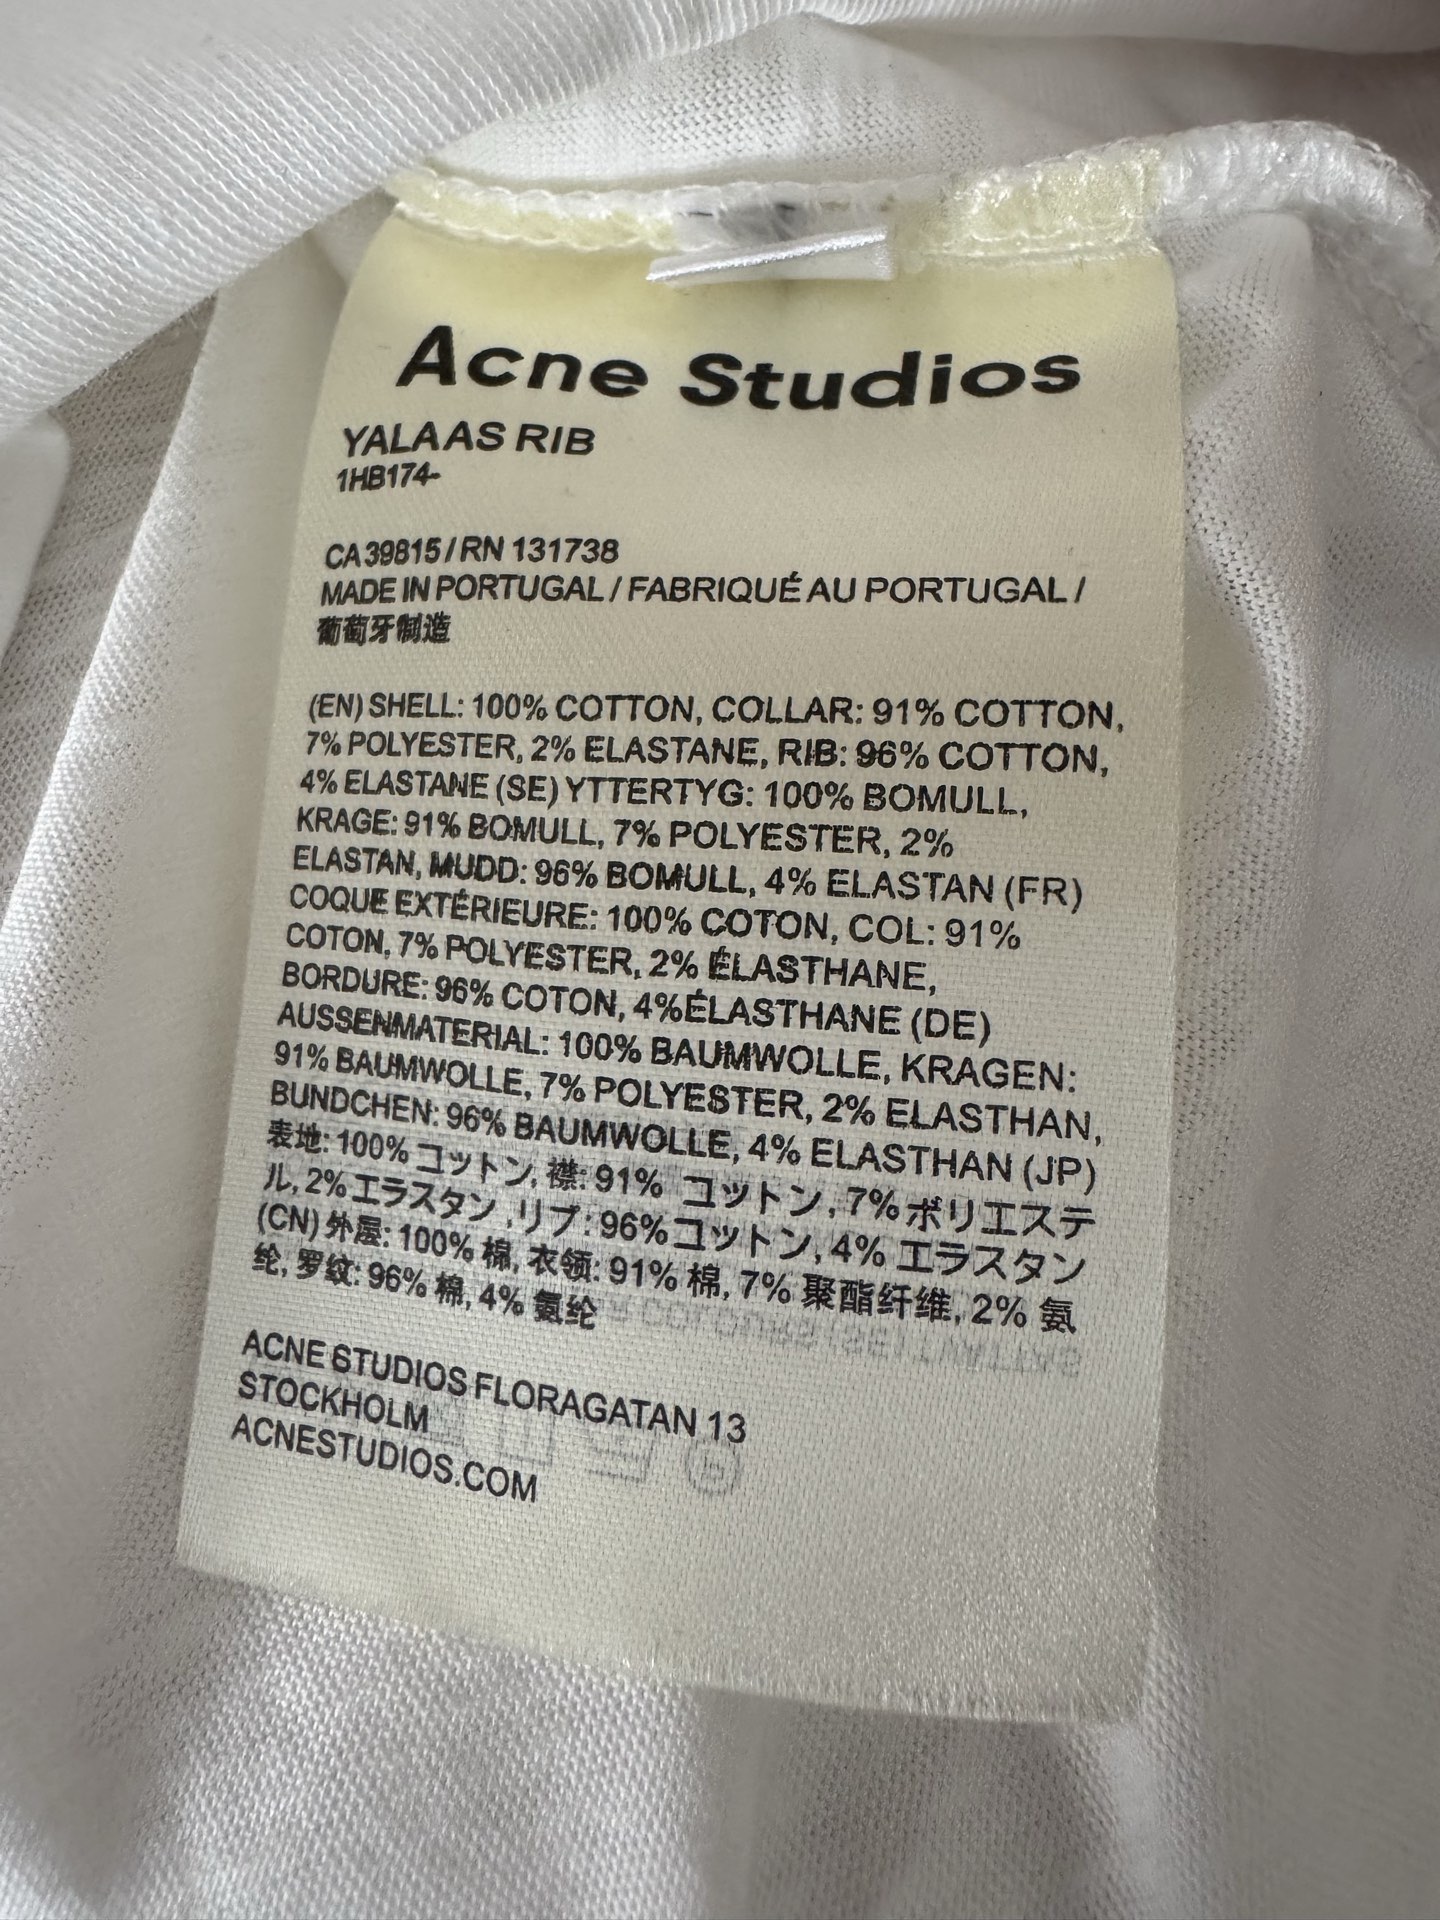 Acne Studios
YALAAS RIB
1HB174-
CA 39815 / RN 131738
MADE IN PORTUGAL / FABRIQUÉ AU PORTUGAL /
葡萄牙制造
(EN) SHELL: 100% COTTON, COLLAR: 91% COTTON,
7% POLYESTER, 2% ELASTANE, RIB: 96% COTTON,
4% ELASTANE (SE) YTTERTYG: 100% BOMULL,
KRAGE: 91% BOMULL, 7% POLYESTER, 2%
ELASTAN, MUDD: 96% BOMULL, 4% ELASTAN (FR)
COQUE EXTÉRIEURE: 100% COTON, COL: 91%
COTON, 7% POLYESTER, 2% ÉLASTHANE,
BORDURE: 96% COTON, 4%ÉLASTHANE (DE)
AUSSENMATERIAL: 100% BAUMWOLLE, KRAGEN:
91% BAUMWOLLE, 7% POLYESTER, 2% ELASTHAN,
BUNDCHEN: 96% BAUMWOLLE, 4% ELASTHAN (JP)
表地: 100% コットン, 襟: 91% コットン, 7% ポリエステ
ル, 2% エラスタン ,リブ: 96% コットン, 4% エラスタン
(CN) 外层: 100% 棉, 衣领: 91% 棉, 7% 聚酯纤维, 2% 氨
纶, 罗纹: 96% 棉, 4% 氨纶
ACNE STUDIOS FLORAGATAN 13
STOCKHOLM
ACNESTUDIOS.COM